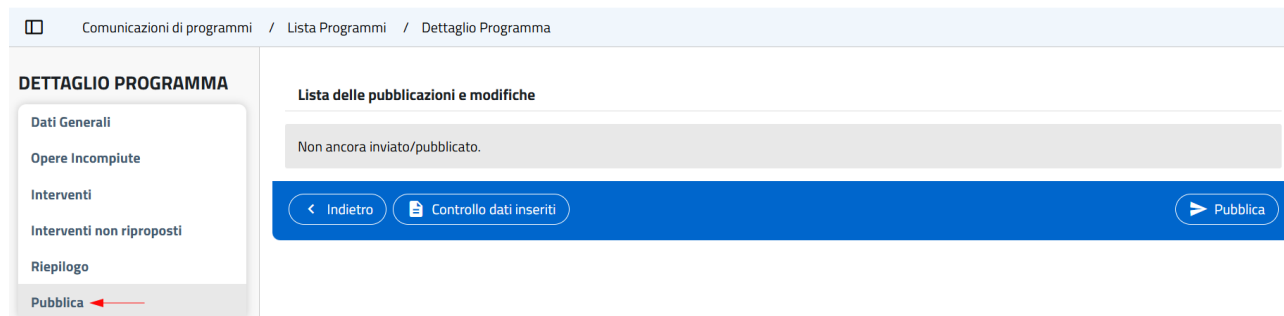 Comunicazioni di programmi / Lista Programmi / Dettaglio Programma
DETTAGLIO PROGRAMMA
Dati Generali
Opere Incompiute
Interventi
Interventi non riproposti
Riepilogo
Pubblica
Lista delle pubblicazioni e modifiche
Non ancora inviato/pubblicato.
Indietro
Controllo dati inseriti
Pubblica